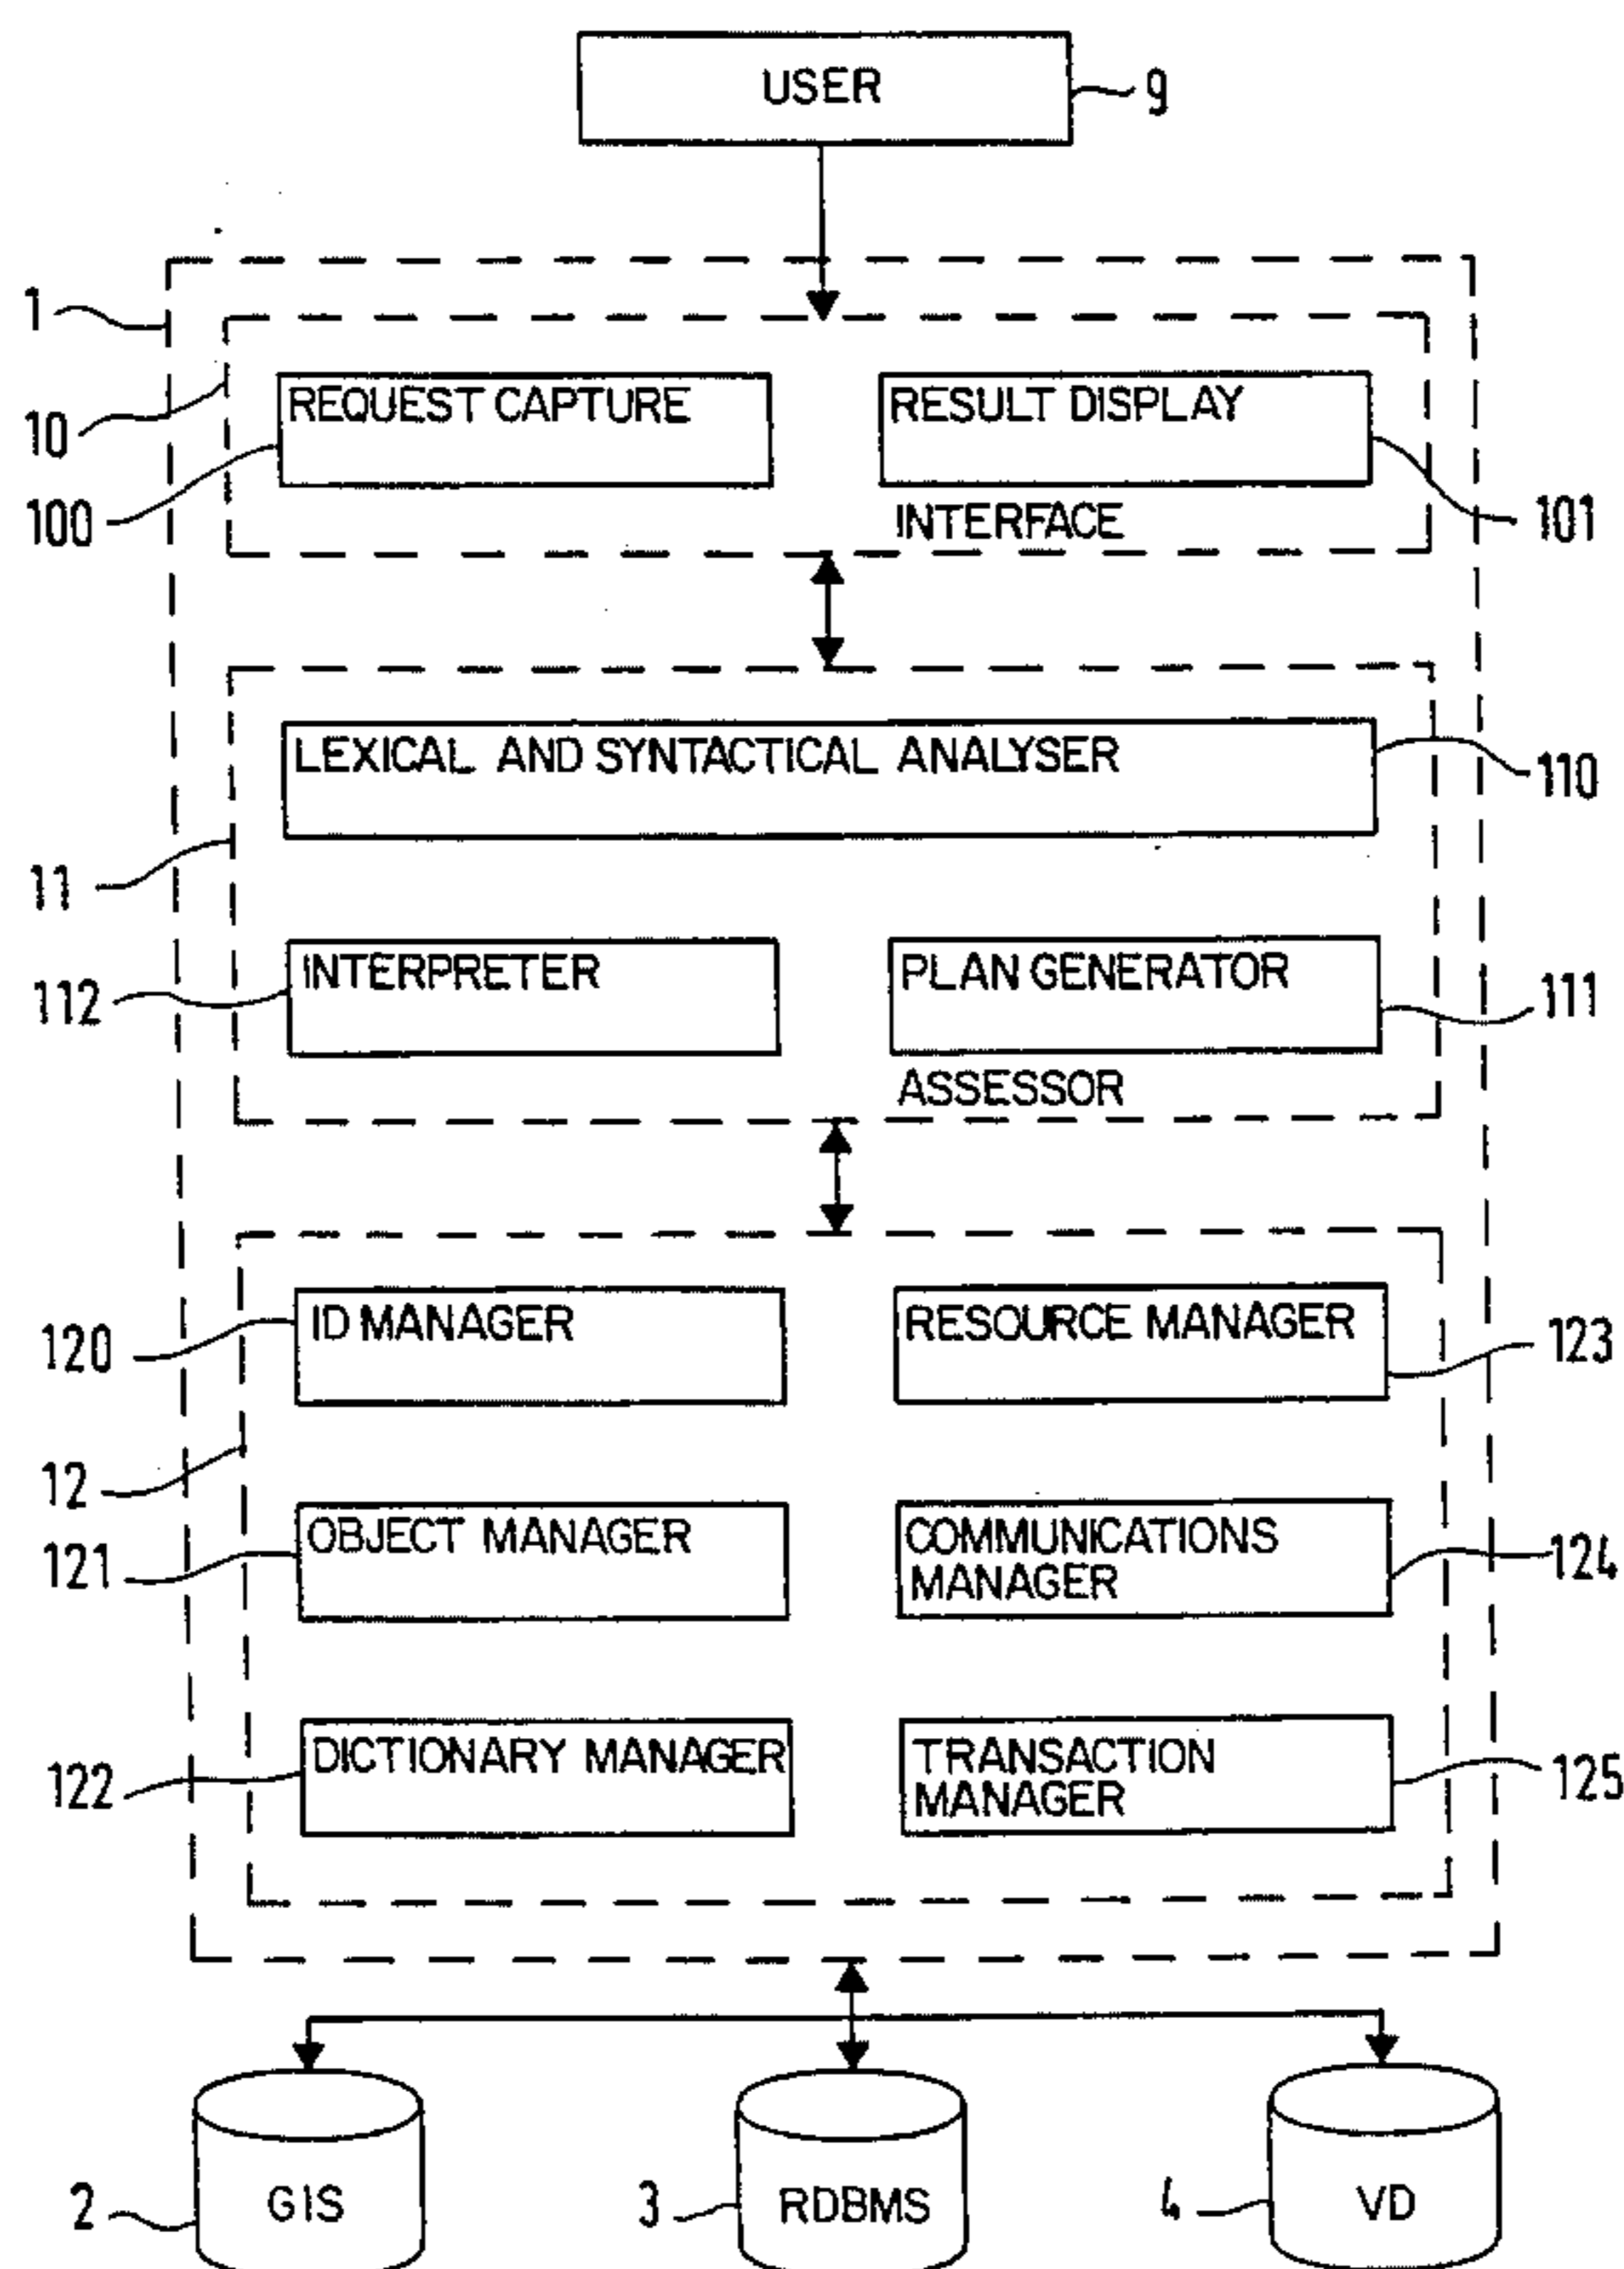 USER
9
1
10
REQUEST CAPTURE
RESULT DISPLAY
100
INTERFACE
101
LEXICAL AND SYNTACTICAL ANALYSER
110
11
INTERPRETER
PLAN GENERATOR
112
111
ASSESSOR
ID MANAGER
RESOURCE MANAGER
120
123
12
OBJECT MANAGER
COMMUNICATIONS
MANAGER
121
124
DICTIONARY MANAGER
TRANSACTION
MANAGER
122
125
2
GIS
3
RDBMS
4
VD